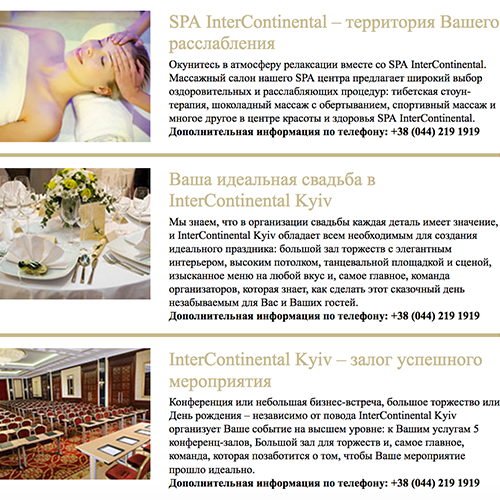 SPA InterContinental – территория Вашего
расслабления
Окунитесь в атмосферу релаксации вместе со SPA InterContinental.
Массажный салон нашего SPA центра предлагает широкий выбор
оздоровительных и расслабляющих процедур: тибетская стоун-
терапия, шоколадный массаж с обертыванием, спортивный массаж и
многое другое в центре красоты и здоровья SPA InterContinental.
Дополнительная информация по телефону: +38 (044) 219 1919
Ваша идеальная свадьба в
InterContinental Kyiv
Мы знаем, что в организации свадьбы каждая деталь имеет значение,
и InterContinental Kyiv обладает всем необходимым для создания
идеального праздника: большой зал торжеств с элегантным
интерьером, высоким потолком, танцевальной площадкой и сценой,
изысканное меню на любой вкус и, самое главное, команда
организаторов, которая знает, как сделать этот сказочный день
незабываемым для Вас и Ваших гостей.
Дополнительная информация по телефону: +38 (044) 219 1919
InterContinental Kyiv – залог успешного
мероприятия
Конференция или небольшая бизнес-встреча, большое торжество или
День рождения – независимо от повода InterContinental Kyiv
организует Ваше событие на высшем уровне: к Вашим услугам 5
конференц-залов, Большой зал для торжеств и, самое главное,
команда, которая позаботится о том, чтобы Ваше мероприятие
прошло идеально.
Дополнительная информация по телефону: +38 (044) 219 1919